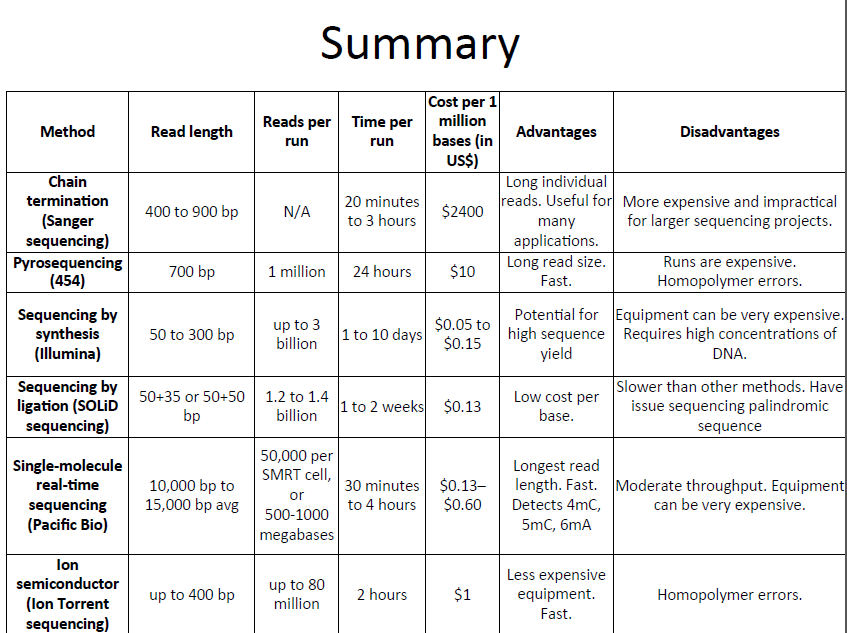 Summary
Method
Read length
Reads per
run
Time per
run
Cost per 1
million
bases (in
US$)
Advantages
Disadvantages
Chain
termination
(Sanger
sequencing)
400 to 900 bp
N/A
20 minutes
to 3 hours
$2400
Long individual
reads. Useful for
many
applications.
More expensive and impractical
for larger sequencing projects.
Pyrosequencing
(454)
700 bp
1 million
24 hours
$10
Long read size.
Fast.
Runs are expensive.
Homopolymer errors.
Sequencing by
synthesis
(Illumina)
50 to 300 bp
up to 3
billion
1 to 10 days
$0.05 to
$0.15
Potential for
high sequence
yield
Equipment can be very expensive.
Requires high concentrations of
DNA.
Sequencing by
ligation (SOLiD
sequencing)
50+35 or 50+50
bp
1.2 to 1.4
billion
1 to 2 weeks
$0.13
Low cost per
base.
Slower than other methods. Have
issue sequencing palindromic
sequence
Single-molecule
real-time
sequencing
(Pacific Bio)
10,000 bp to
15,000 bp avg
50,000 per
SMRT cell,
or
500-1000
megabases
30 minutes
to 4 hours
$0.13–
$0.60
Longest read
length. Fast.
Detects 4mC,
5mC, 6mA
Moderate throughput. Equipment
can be very expensive.
Ion
semiconductor
(Ion Torrent
sequencing)
up to 400 bp
up to 80
million
2 hours
$1
Less expensive
equipment.
Fast.
Homopolymer errors.